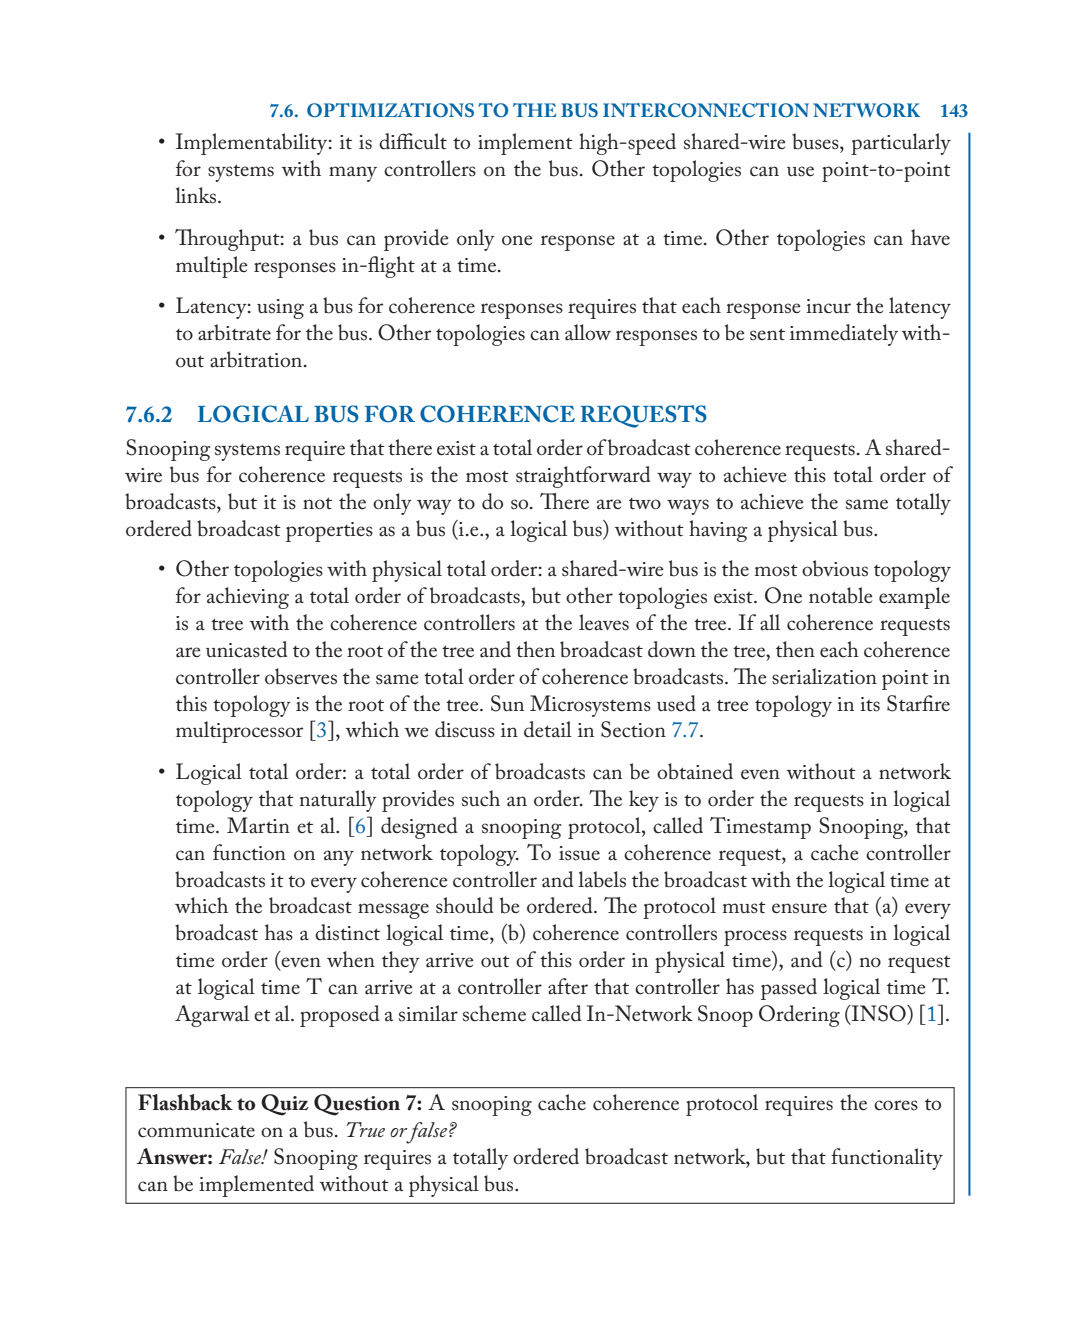 7.6. OPTIMIZATIONS TO THE BUS INTERCONNECTION NETWORK 143
• Implementability: it is difficult to implement high-speed shared-wire buses, particularly
for systems with many controllers on the bus. Other topologies can use point-to-point
links.
• Throughput: a bus can provide only one response at a time. Other topologies can have
multiple responses in-flight at a time.
• Latency: using a bus for coherence responses requires that each response incur the latency
to arbitrate for the bus. Other topologies can allow responses to be sent immediately with-
out arbitration.
7.6.2 LOGICAL BUS FOR COHERENCE REQUESTS
Snooping systems require that there exist a total order of broadcast coherence requests. A shared-
wire bus for coherence requests is the most straightforward way to achieve this total order of
broadcasts, but it is not the only way to do so. There are two ways to achieve the same totally
ordered broadcast properties as a bus (i.e., a logical bus) without having a physical bus.
• Other topologies with physical total order: a shared-wire bus is the most obvious topology
for achieving a total order of broadcasts, but other topologies exist. One notable example
is a tree with the coherence controllers at the leaves of the tree. If all coherence requests
are unicasted to the root of the tree and then broadcast down the tree, then each coherence
controller observes the same total order of coherence broadcasts. The serialization point in
this topology is the root of the tree. Sun Microsystems used a tree topology in its Starfire
multiprocessor [3], which we discuss in detail in Section 7.7.
• Logical total order: a total order of broadcasts can be obtained even without a network
topology that naturally provides such an order. The key is to order the requests in logical
time. Martin et al. [6] designed a snooping protocol, called Timestamp Snooping, that
can function on any network topology. To issue a coherence request, a cache controller
broadcasts it to every coherence controller and labels the broadcast with the logical time at
which the broadcast message should be ordered. The protocol must ensure that (a) every
broadcast has a distinct logical time, (b) coherence controllers process requests in logical
time order (even when they arrive out of this order in physical time), and (c) no request
at logical time T can arrive at a controller after that controller has passed logical time T.
Agarwal et al. proposed a similar scheme called In-Network Snoop Ordering (INSO) [1].
Flashback to Quiz Question 7: A snooping cache coherence protocol requires the cores to
communicate on a bus. True or false?
Answer: False! Snooping requires a totally ordered broadcast network, but that functionality
can be implemented without a physical bus.